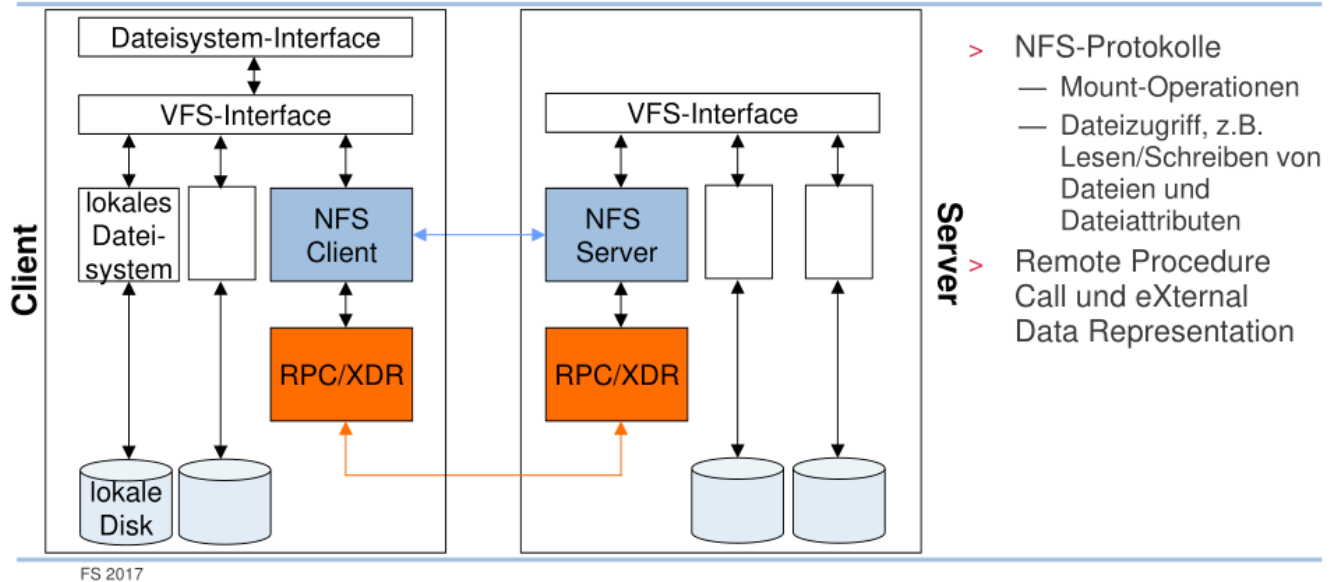 Dateisystem-Interface
VFS-Interface
lokales
Datei-
system
NFS
Client
RPC/XDR
lokale
Disk
Client
VFS-Interface
NFS
Server
RPC/XDR
Server
> NFS-Protokolle
— Mount-Operationen
— Dateizugriff, z.B.
Lesen/Schreiben von
Dateien und
Dateiattributen
> Remote Procedure
Call und eXternal
Data Representation
FS 2017